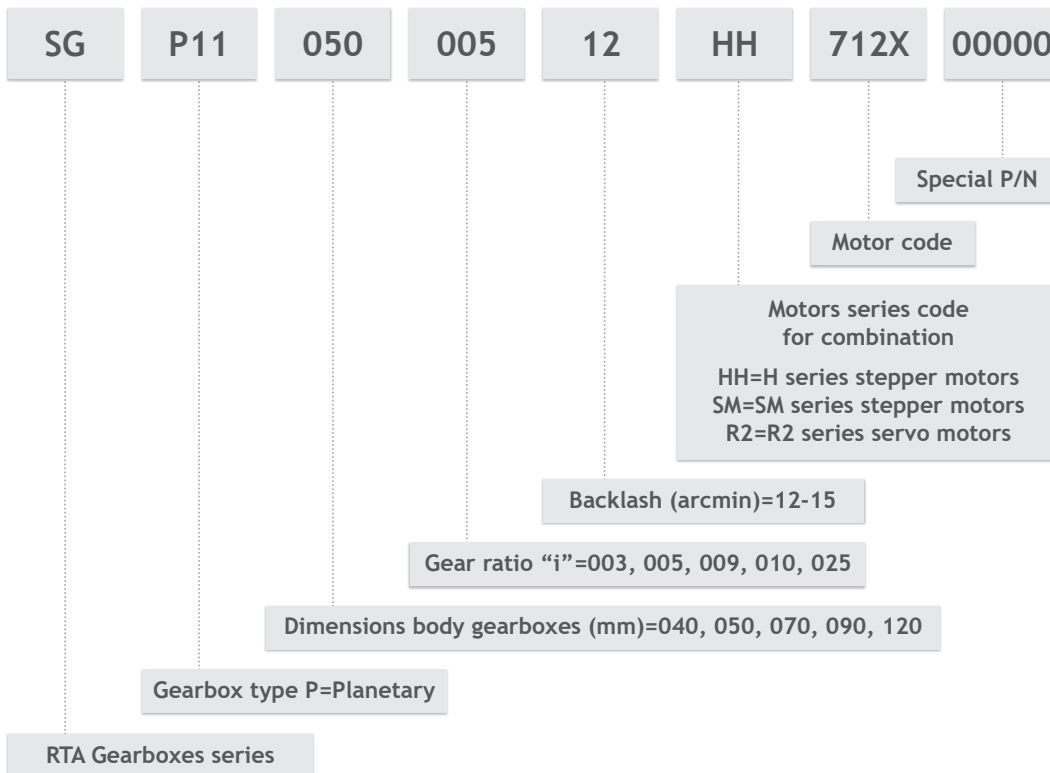 SG P11 050 005 12 HH 712X 00000
Special P/N
Motor code
Motors series code
for combination
HH=H series stepper motors
SM=SM series stepper motors
R2=R2 series servo motors
Backlash (arcmin)=12-15
Gear ratio “i”=003, 005, 009, 010, 025
Dimensions body gearboxes (mm)=040, 050, 070, 090, 120
Gearbox type P=Planetary
RTA Gearboxes series